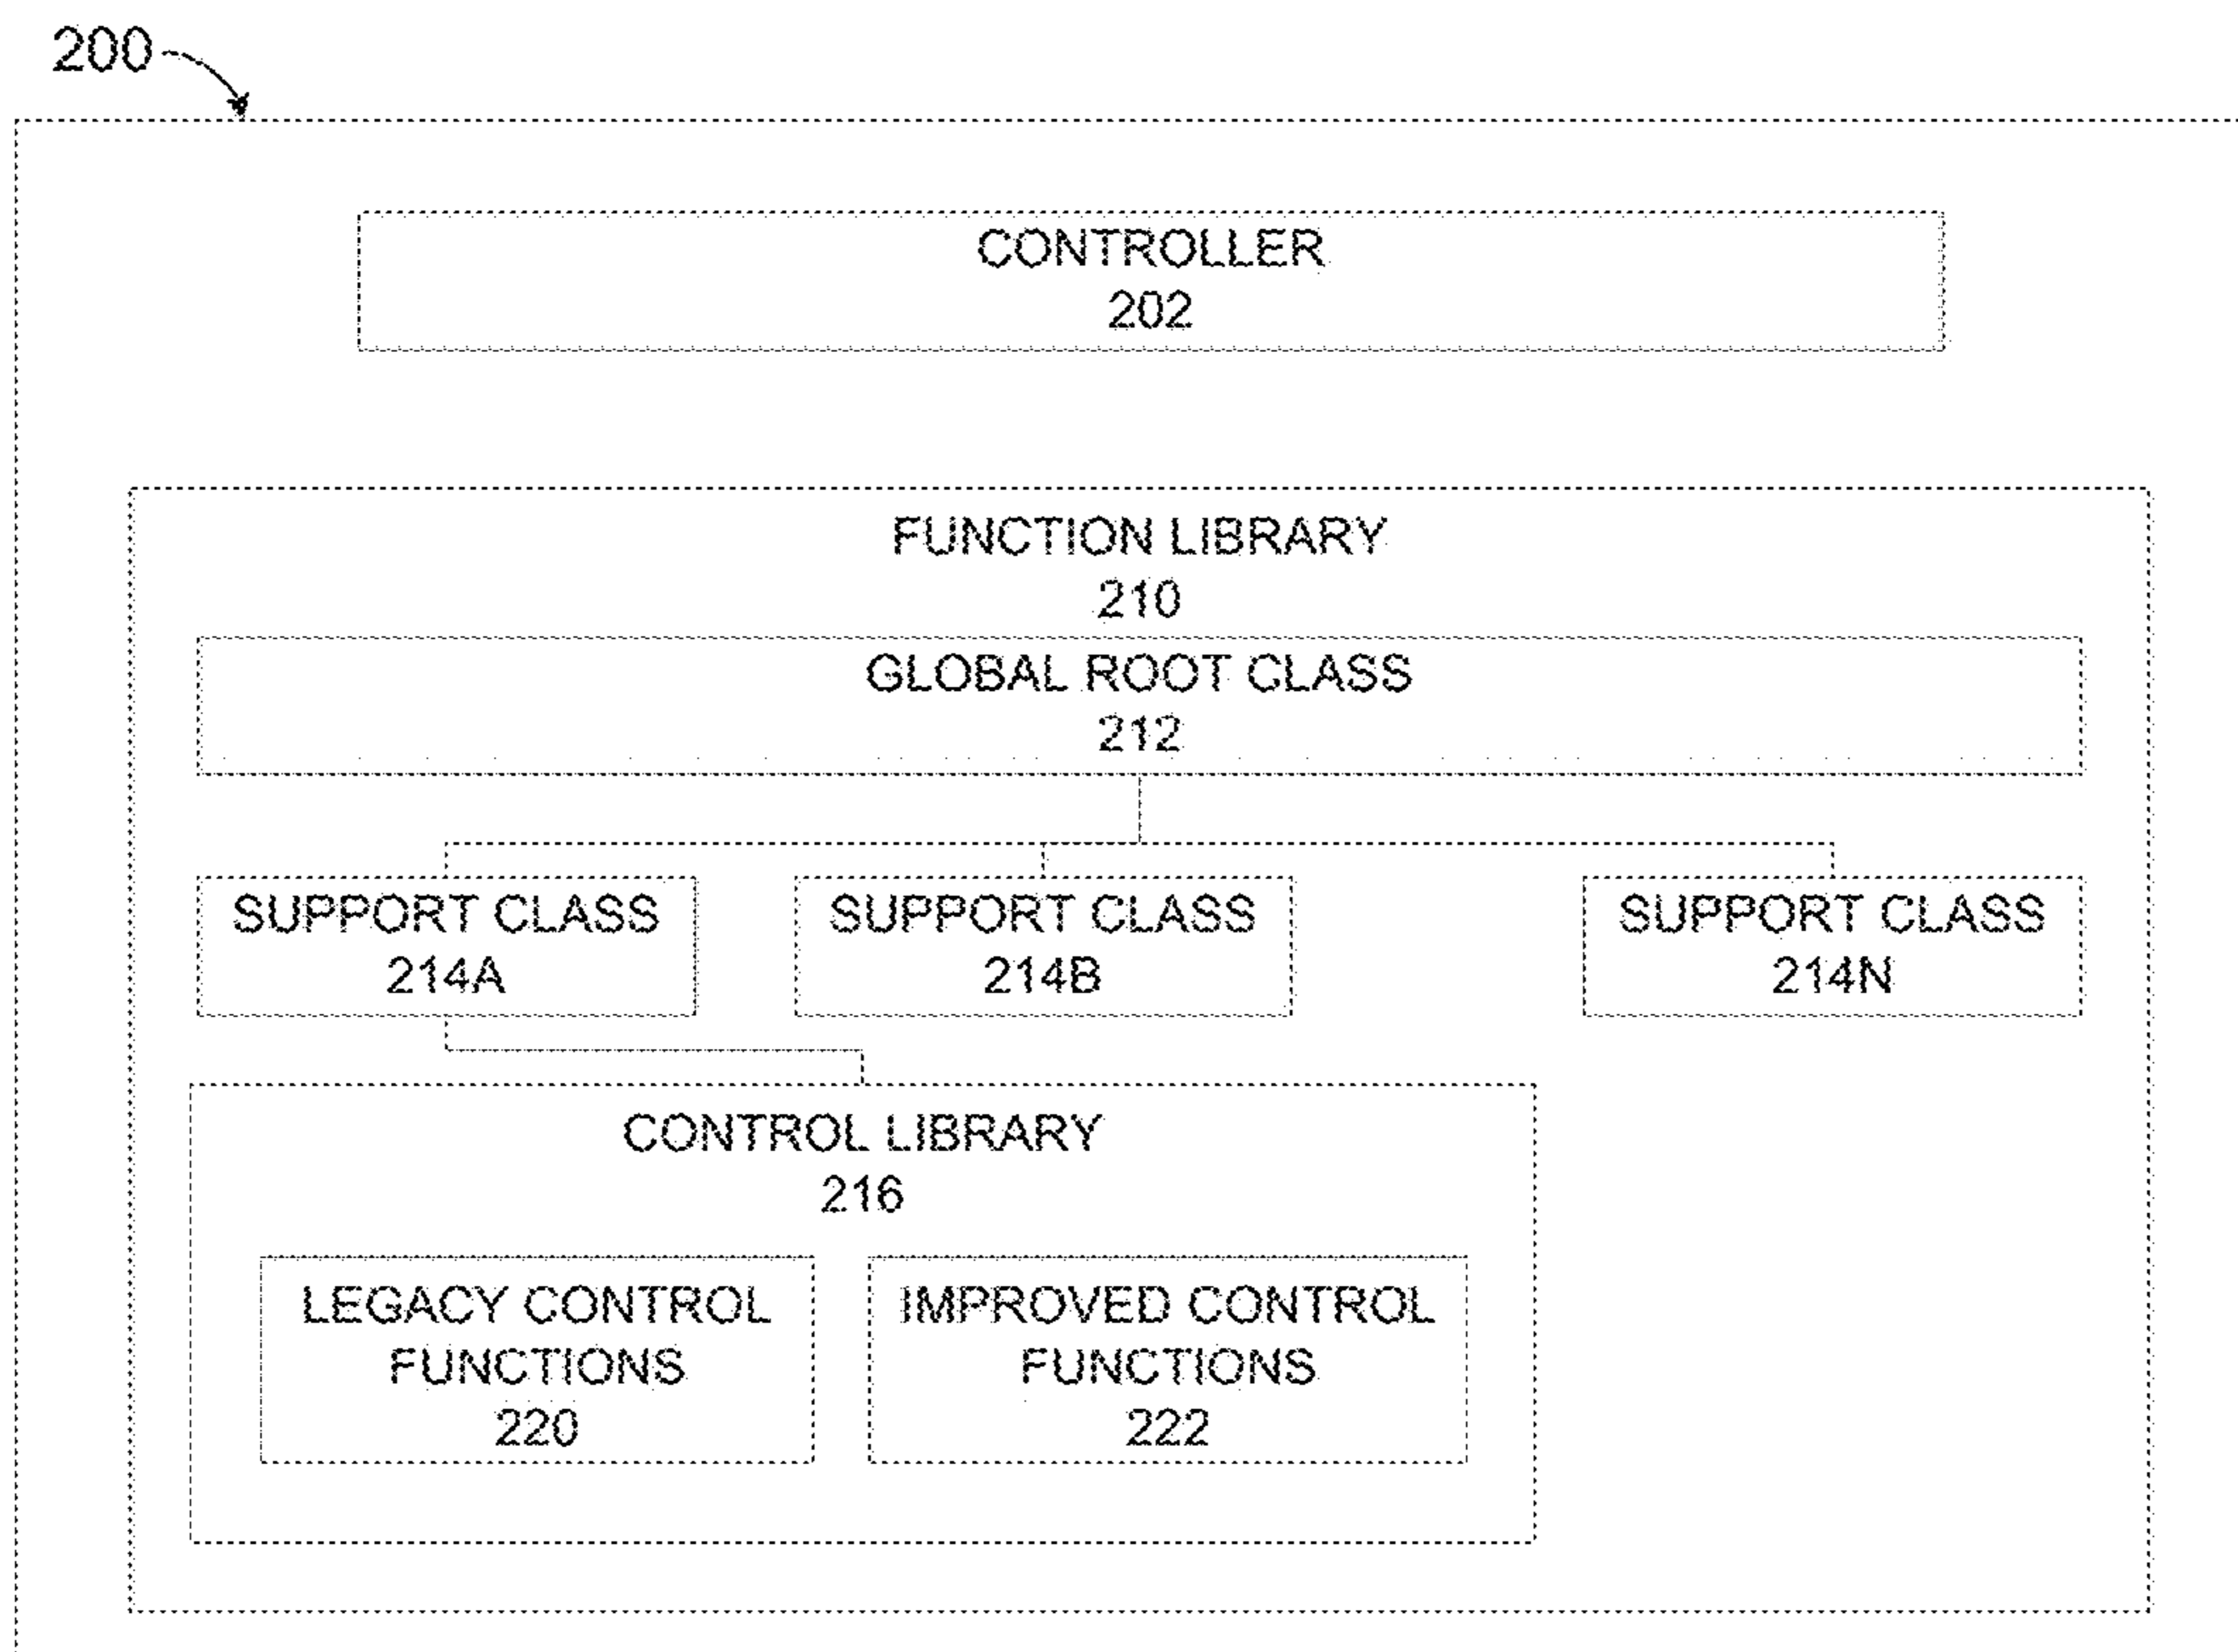 200
CONTROLLER
202
FUNCTION LIBRARY
210
GLOBAL ROOT CLASS
212
SUPPORT CLASS
214A
SUPPORT CLASS
214B
SUPPORT CLASS
214N
CONTROL LIBRARY
216
LEGACY CONTROL
FUNCTIONS
220
IMPROVED CONTROL
FUNCTIONS
222